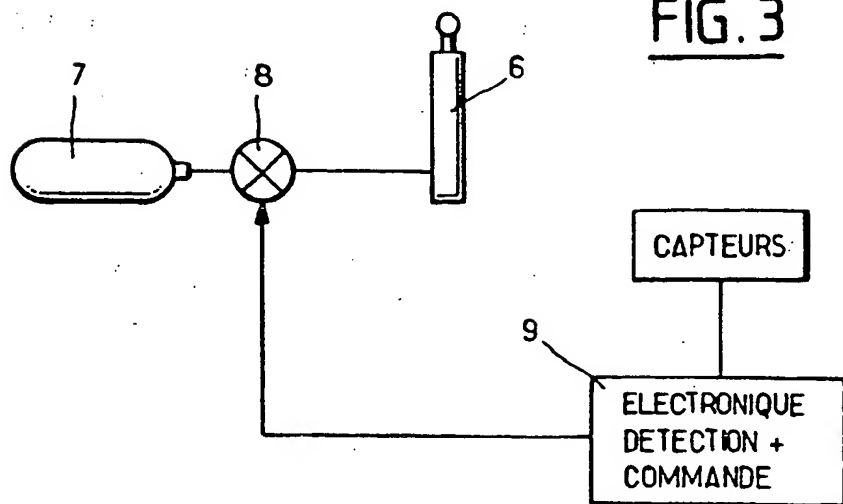 FIG. 3
7
8
6
CAPTEURS
9
ELECTRONIQUE
DETECTION +
COMMANDE